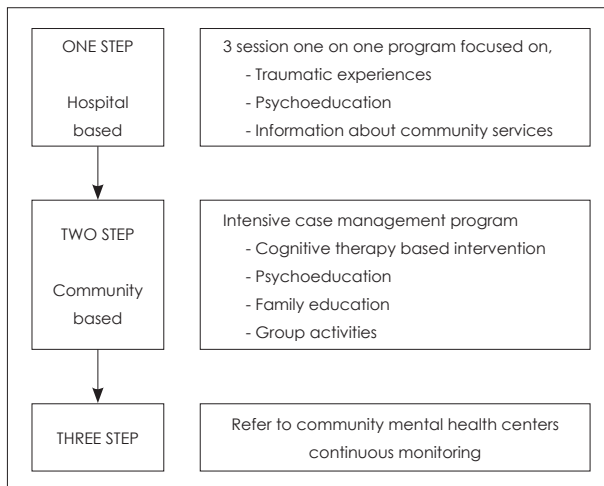 ONE STEP
Hospital
based
3 session one on one program focused on,
- Traumatic experiences
- Psychoeducation
- Information about community services
TWO STEP
Community
based
Intensive case management program
- Cognitive therapy based intervention
- Psychoeducation
- Family education
- Group activities
THREE STEP
Refer to community mental health centers
continuous monitoring